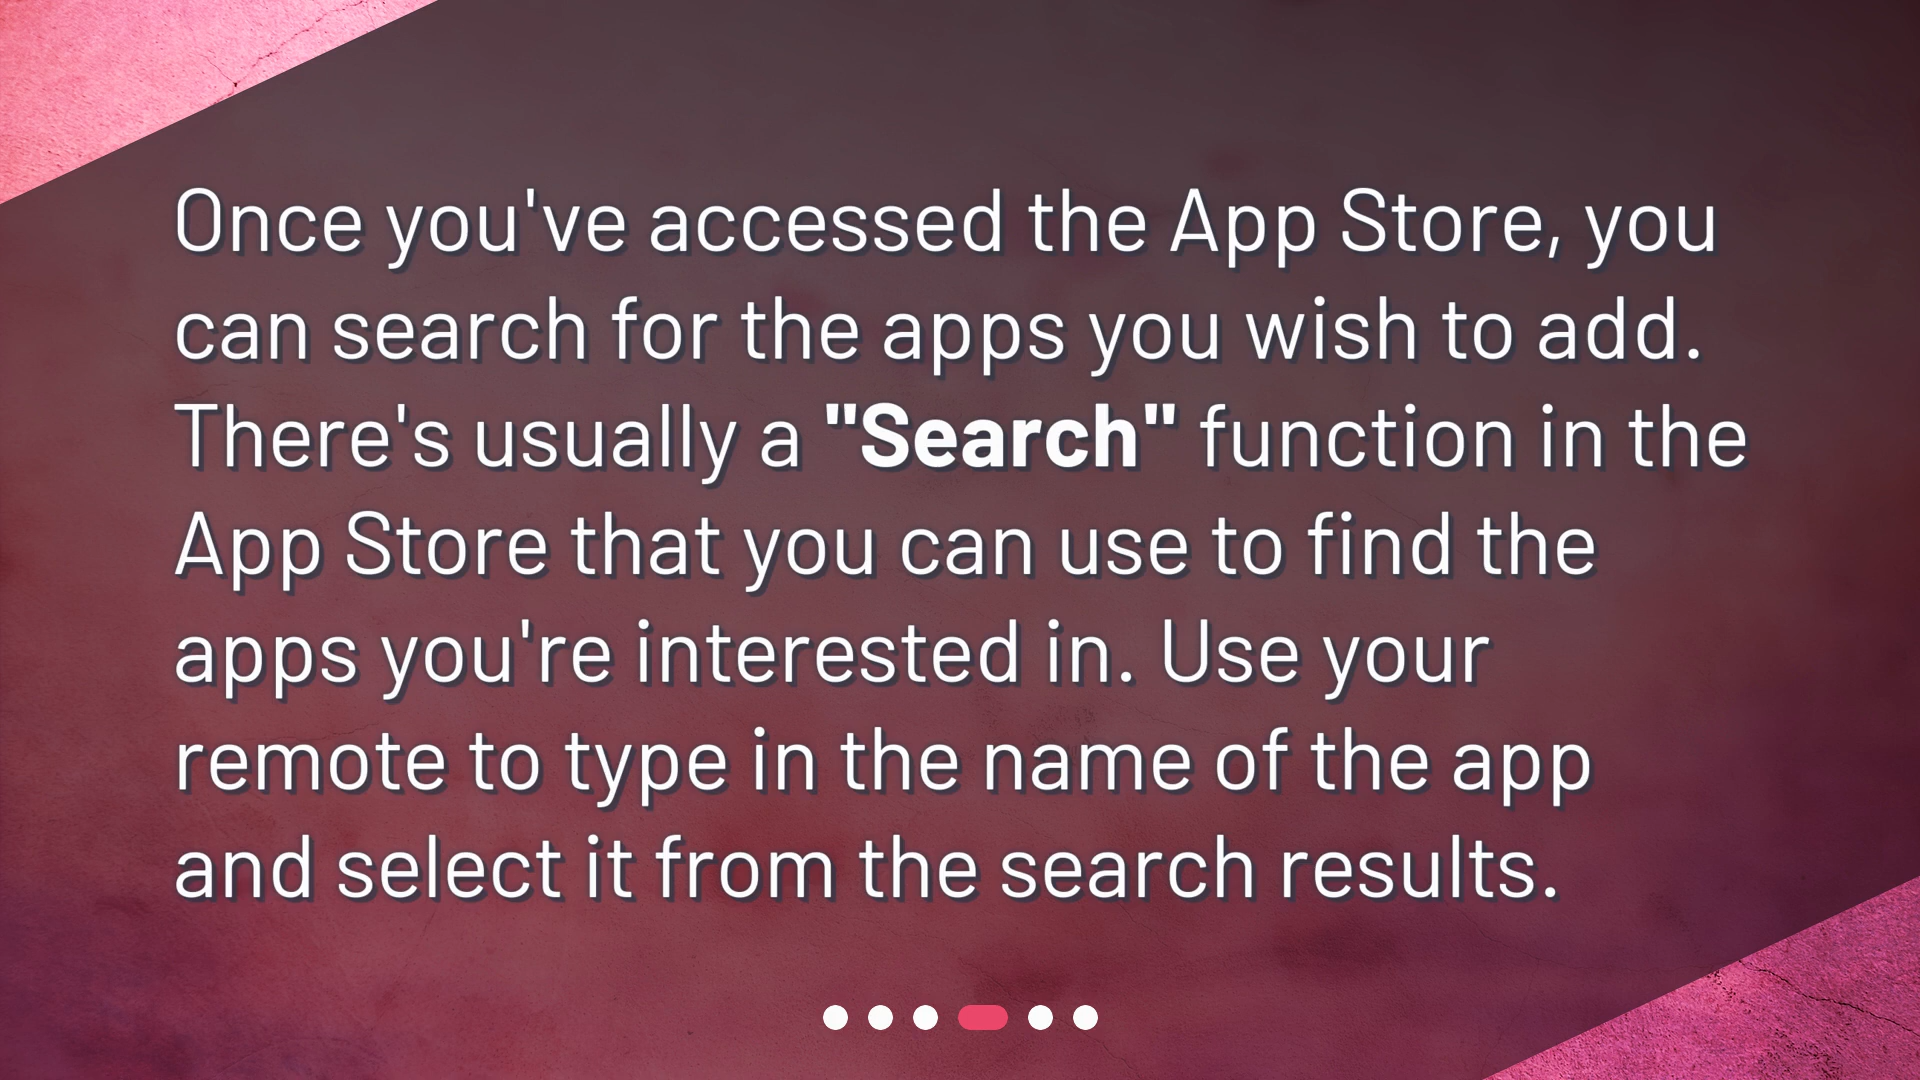 Once you've accessed the App Store, you
can search for the apps you wish to add.
There's usually a "Search" function in the
App Store that you can use to find the
apps you're interested in. Use your
remote to type in the name of the app
and select it from the search results.